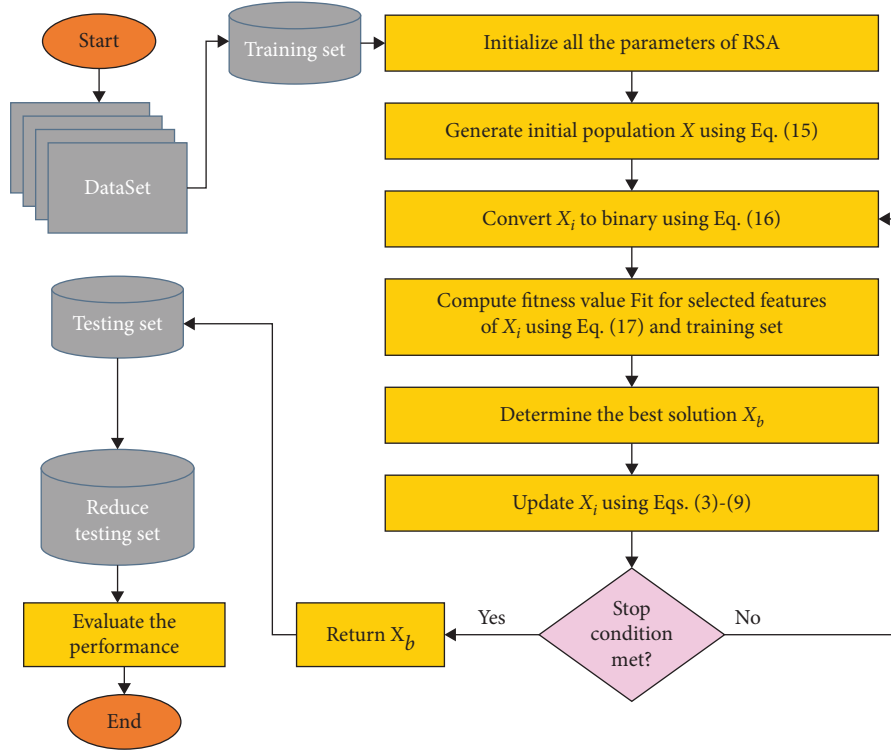 Start
DataSet
Training set
Initialize all the parameters of RSA
Generate initial population X using Eq. (15)
Convert X_i to binary using Eq. (16)
Compute fitness value Fit for selected features
of X_i using Eq. (17) and training set
Determine the best solution X_b
Update X_i using Eqs. (3)-(9)
Stop
condition
met?
No
Yes
Return X_b
Testing set
Reduce
testing set
Evaluate the
performance
End